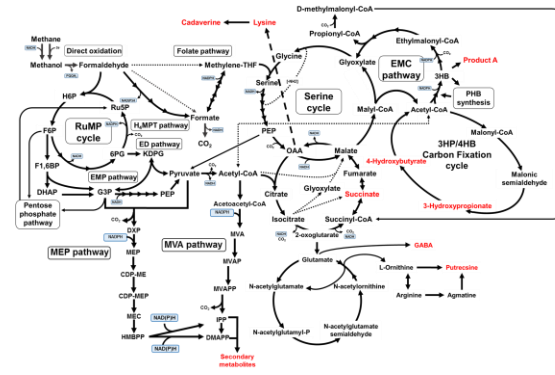 D-methylmalonyl-CoA
Cadaverine
Lysine
CO₂
Propionyl-CoA
Ethylmalonyl-CoA
Methane
Direct oxidation
Folate pathway
Glycine
EMC
pathway
Product A
Methanol
Formaldehyde
Methylene-THF
Glyoxylate
3HB
Serine
PHB
synthesis
H6P
Ru5P
Formate
Serine
cycle
Malyl-CoA
Acetyl-CoA
CO₂
H₄MPT pathway
PEP
Malonyl-CoA
F6P
RuMP
cycle
ED pathway
OAA
Malate
3HP/4HB
Carbon Fixation
cycle
6PG
KDPG
F1,6BP
EMP pathway
Pyruvate
Acetyl-CoA
Fumarate
4-Hydroxybutyrate
Malonic
semialdehyde
DHAP
G3P
PEP
Citrate
Glyoxylate
Succinate
Pentose
phosphate
pathway
Acetoacetyl-CoA
3-Hydroxypropionate
CO₂
DXP
Isocitrate
Succinyl-CoA
MVA
2-oxoglutarate
MEP pathway
MEP
MVA pathway
GABA
Glutamate
MVAP
L-Ornithine
Putrecsine
CDP-ME
N-acetylglutamate
N-acetylornithine
MVAPP
Arginine
Agmatine
CDP-MEP
CO₂
MEC
NAD(P)H
IPP
N-acetylglutamyl-P
N-acetylglutamate
semialdehyde
HMBPP
DMAPP
NAD(P)H
Secondary
metabolites